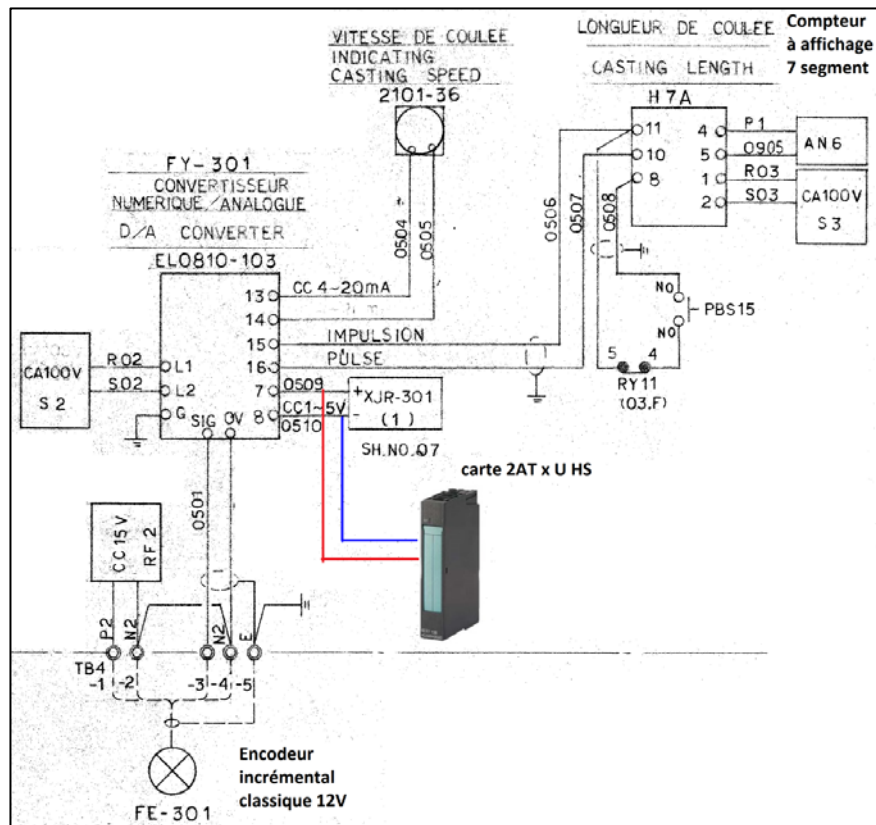 VITESSE DE COULEE
INDICATING
CASTING SPEED
2101-36
LONGUEUR DE COULEE
CASTING LENGTH
H7A
Compteur
à affichage
7 segment
11
10
8
4
5
1
2
P1
0905
R03
S03
AN6
CA100V
S3
FY-301
CONVERTISSEUR
NUMERIQUE/ANALOGUE
D/A CONVERTER
EL0810-103
0504
0505
0506
0507
0508
CC 4~20mA
13
14
15
16
7
8
IMPULSION
PULSE
0509
CC1~5V
0510
+
-
XJR-301
(1)
SH.NO.07
NO
NO
PBS15
5
4
RY11
(03.F)
CA100V
S2
R02
S02
L1
L2
G
SIG
0V
0501
carte 2AT x U HS
CC15V
RF.2
P2
N2
N2
E
TB4
-1
-2
-3
-4
-5
FE-301
Encodeur
incrémental
classique 12V